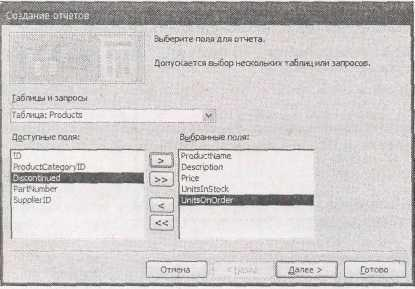 Создание отчетов
Выберите поля для отчета.
Допускается выбор нескольких таблиц или запросов.
Таблицы и запросы
Таблица: Products
Доступные поля:
Выбранные поля:
ID
ProductCategoryID
Discontinued
PartNumber
SupplierID
>
>>
<
<<
ProductName
Description
Price
UnitsInStock
UnitsOnOrder
Отмена
< Назад
Далее >
Готово